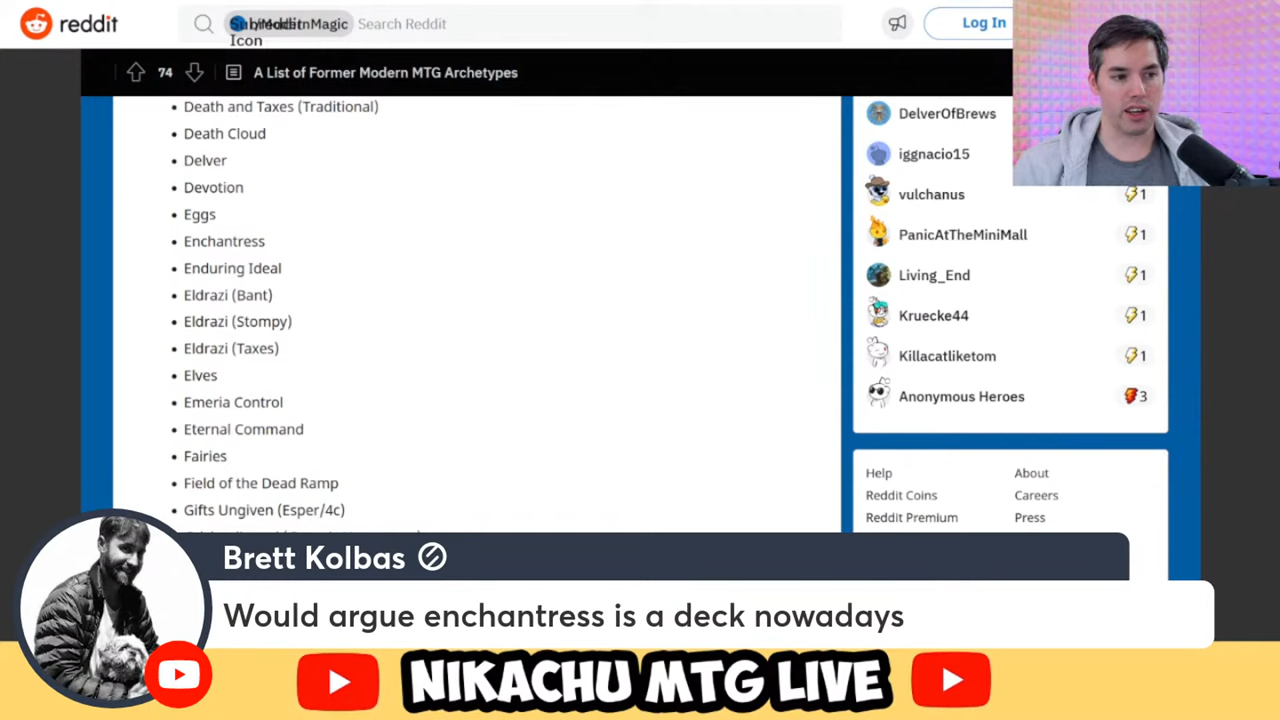 reddit
r/ModernMagic
Subreddit Icon
Search Reddit
Log In
74
A List of Former Modern MTG Archetypes
• Death and Taxes (Traditional)
• Death Cloud
• Delver
• Devotion
• Eggs
• Enchantress
• Enduring Ideal
• Eldrazi (Bant)
• Eldrazi (Stompy)
• Eldrazi (Taxes)
• Elves
• Emeria Control
• Eternal Command
• Fairies
• Field of the Dead Ramp
• Gifts Ungiven (Esper/4c)
DelverOfBrews
iggnacio15
vulchanus 1
PanicAtTheMiniMall 1
Living_End 1
Kruecke44 1
Killacatliketom 1
Anonymous Heroes 3
Help About
Reddit Coins Careers
Reddit Premium Press
Brett Kolbas
Would argue enchantress is a deck nowadays
NIKACHU MTG LIVE